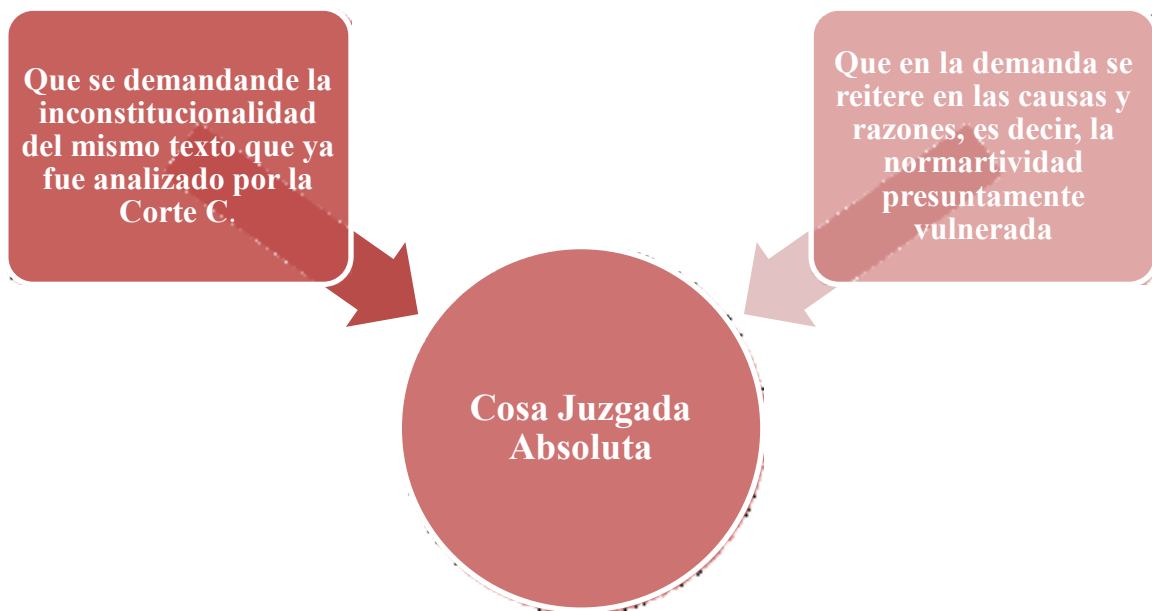 Que se demandande la
inconstitucionalidad
del mismo texto que ya
fue analizado por la
Corte C.
Que en la demanda se
reitere en las causas y
razones, es decir, la
normartividad
presuntamente
vulnerada
Cosa Juzgada
Absoluta